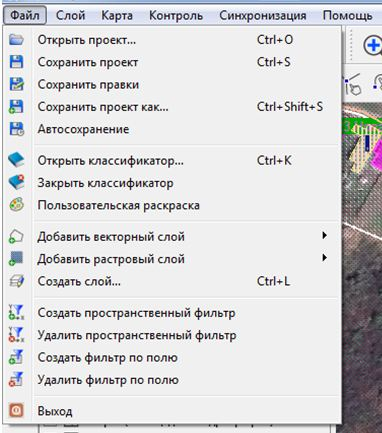 Файл Слой Карта Контроль Синхронизация Помощь
Открыть проект... Ctrl+O
Сохранить проект Ctrl+S
Сохранить правки
Сохранить проект как... Ctrl+Shift+S
Автосохранение
Открыть классификатор... Ctrl+K
Закрыть классификатор
Пользовательская раскраска
Добавить векторный слой
Добавить растровый слой
Создать слой... Ctrl+L
Создать пространственный фильтр
Удалить пространственный фильтр
Создать фильтр по полю
Удалить фильтр по полю
Выход